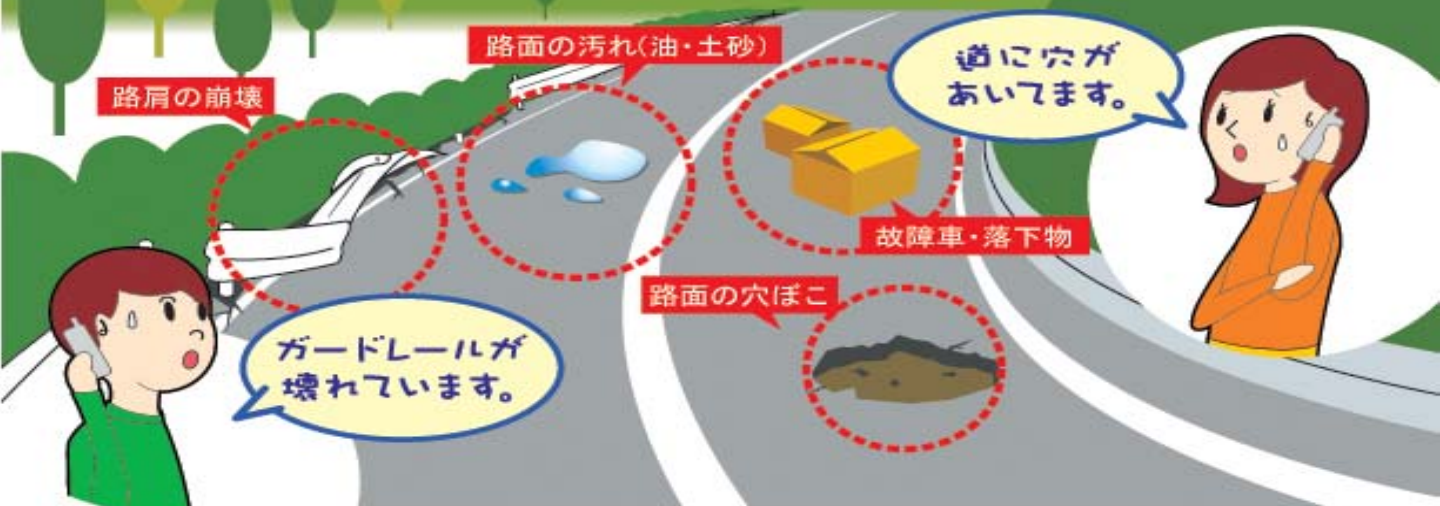 路面の汚れ(油・土砂)
路肩の崩壊
道に穴が
あいてます。
故障車・落下物
路面の穴ぼこ
ガードレールが
壊れています。